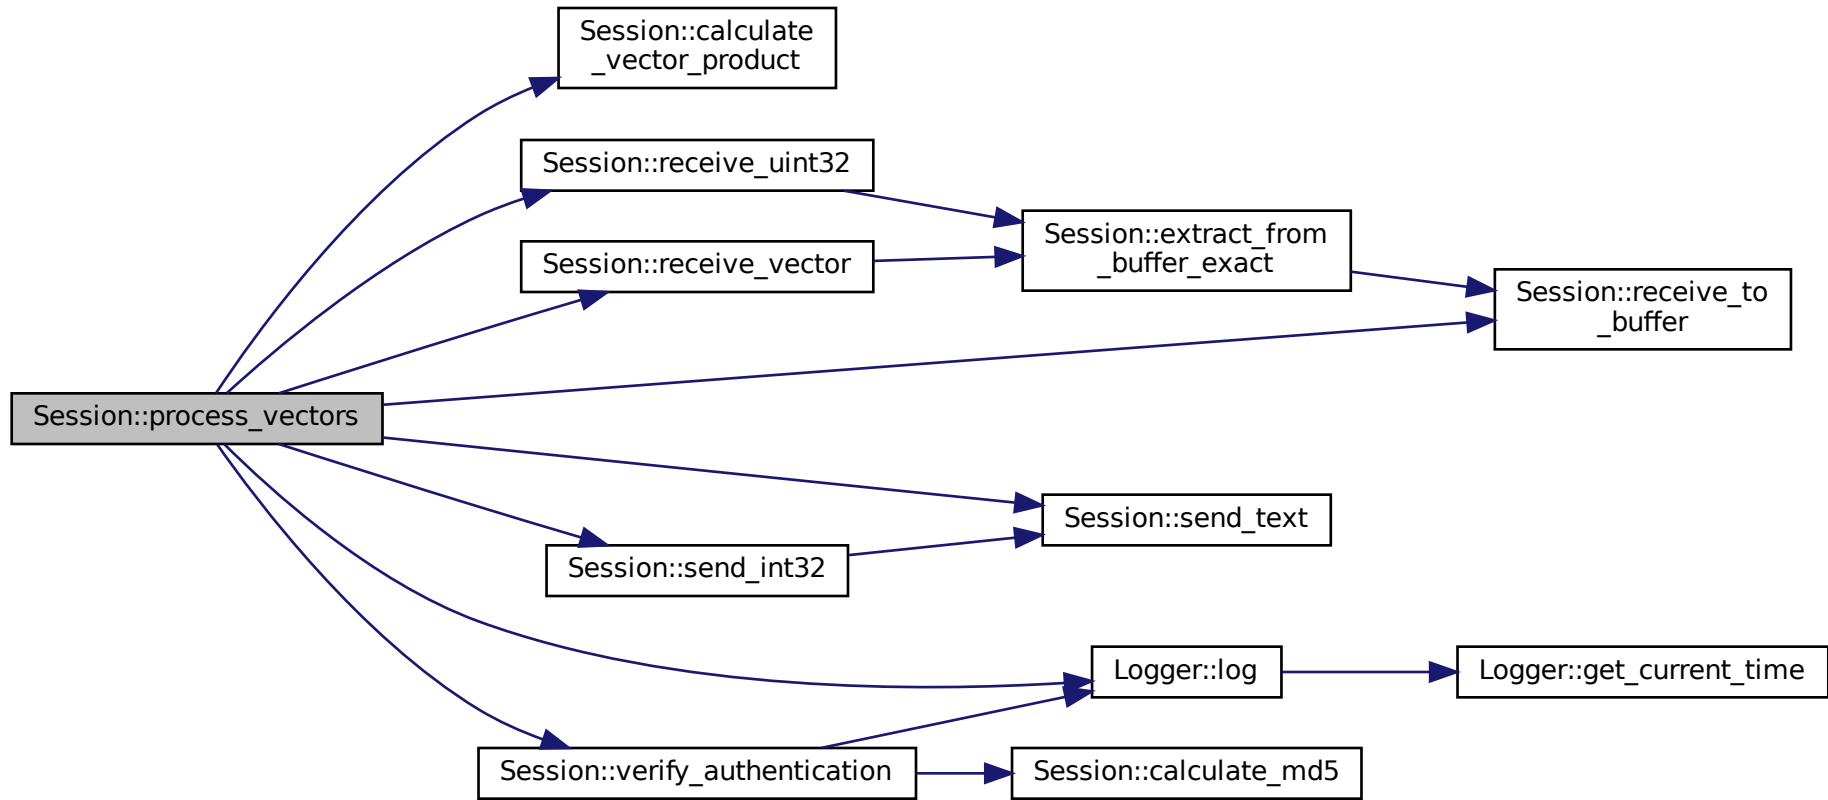 Session::calculate
_vector_product
Session::receive_uint32
Session::extract_from
_buffer_exact
Session::receive_vector
Session::receive_to
_buffer
Session::process_vectors
Session::send_text
Session::send_int32
Logger::log
Logger::get_current_time
Session::verify_authentication
Session::calculate_md5